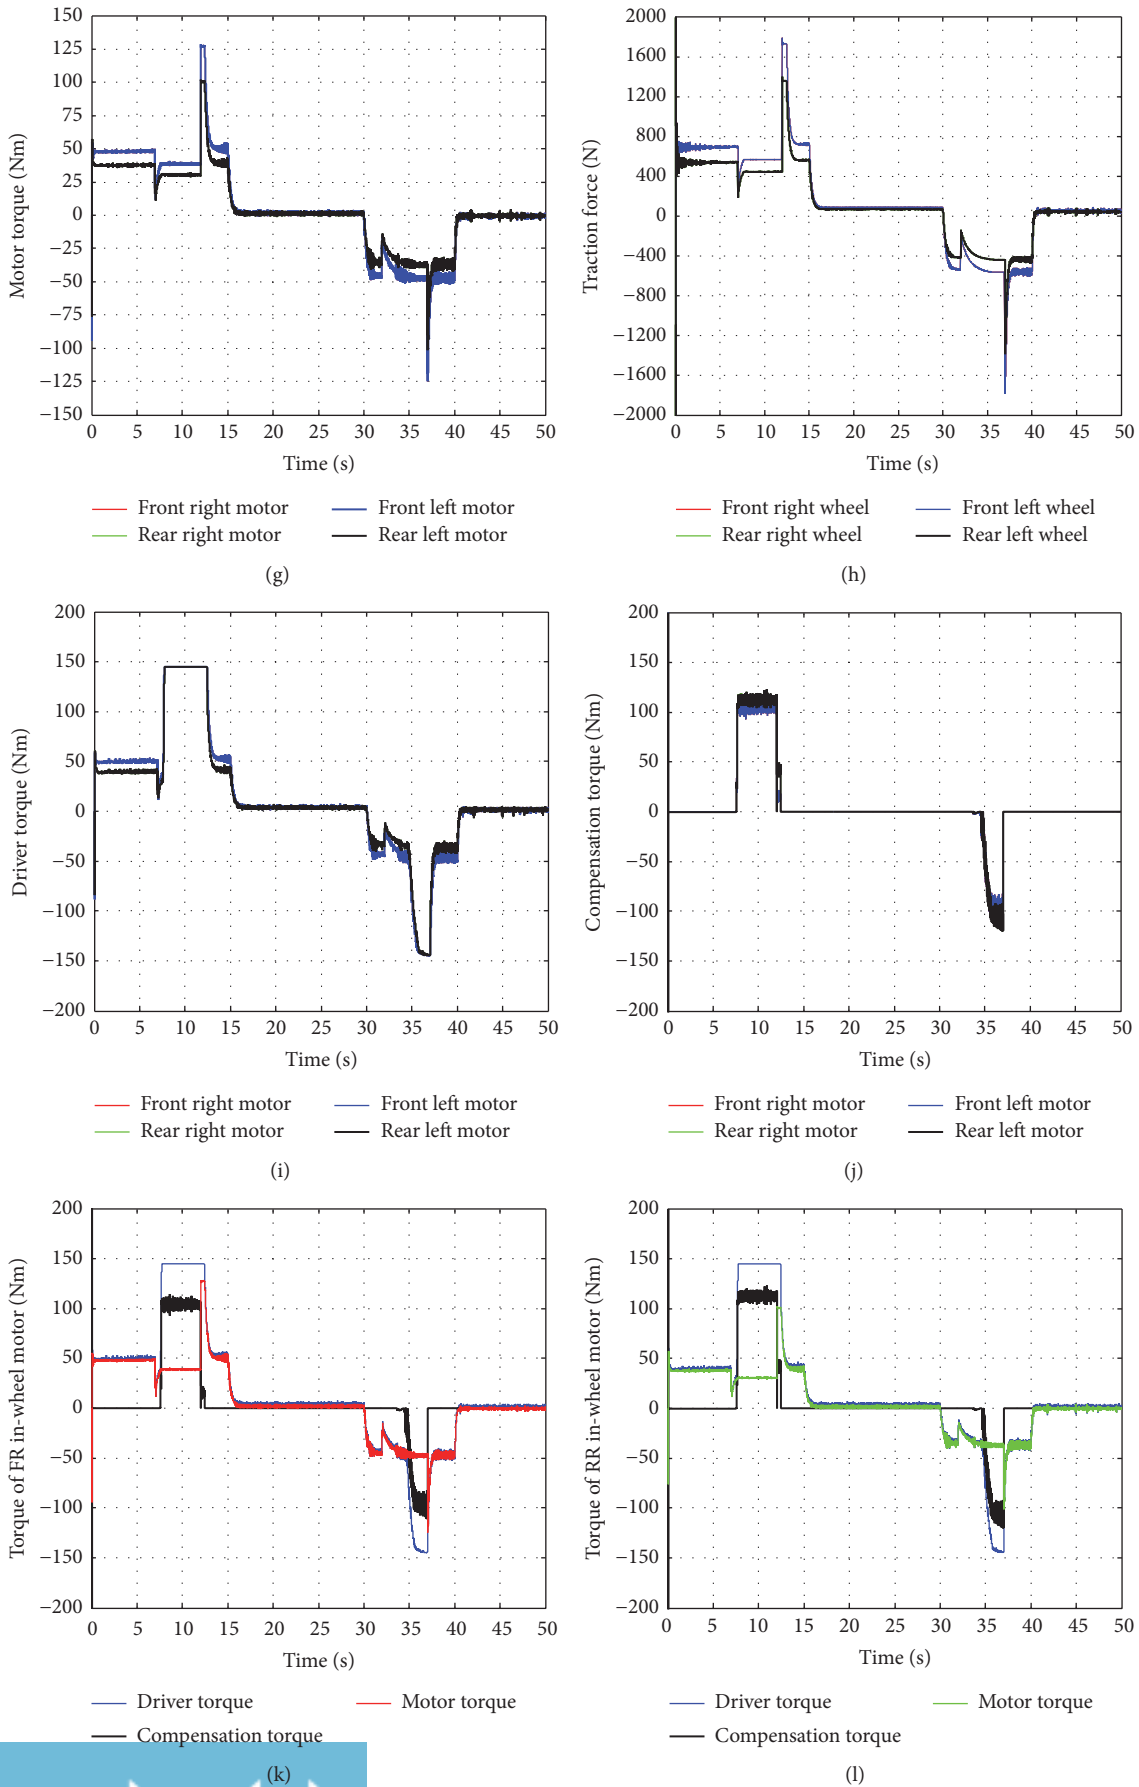 150
125
100
75
50
25
0
−25
−50
−75
−100
−125
−150
Motor torque (Nm)
0 5 10 15 20 25 30 35 40 45 50
Time (s)
Front right motor
Front left motor
Rear right motor
Rear left motor
(g)
2000
1600
1200
800
400
0
−400
−800
−1200
−1600
−2000
Traction force (N)
0 5 10 15 20 25 30 35 40 45 50
Time (s)
Front right wheel
Front left wheel
Rear right wheel
Rear left wheel
(h)
200
150
100
50
0
−50
−100
−150
−200
Driver torque (Nm)
0 5 10 15 20 25 30 35 40 45 50
Time (s)
Front right motor
Front left motor
Rear right motor
Rear left motor
(i)
200
150
100
50
0
−50
−100
−150
−200
Compensation torque (Nm)
0 5 10 15 20 25 30 35 40 45 50
Time (s)
Front right motor
Front left motor
Rear right motor
Rear left motor
(j)
200
150
100
50
0
−50
−100
−150
−200
Torque of FR in-wheel motor (Nm)
0 5 10 15 20 25 30 35 40 45 50
Time (s)
Driver torque
Motor torque
Compensation torque
(k)
200
150
100
50
0
−50
−100
−150
−200
Torque of RR in-wheel motor (Nm)
0 5 10 15 20 25 30 35 40 45 50
Time (s)
Driver torque
Motor torque
Compensation torque
(l)